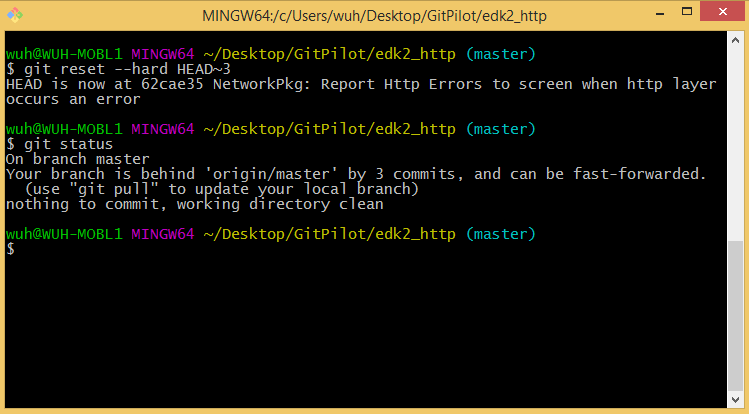 MINGW64:/c/Users/wuh/Desktop/GitPilot/edk2_http
wuh@WUH-MOBL1 MINGW64 ~/Desktop/GitPilot/edk2_http (master)
$ git reset --hard HEAD~3
HEAD is now at 62cae35 NetworkPkg: Report Http Errors to screen when http layer
occurs an error
wuh@WUH-MOBL1 MINGW64 ~/Desktop/GitPilot/edk2_http (master)
$ git status
On branch master
Your branch is behind 'origin/master' by 3 commits, and can be fast-forwarded.
  (use "git pull" to update your local branch)
nothing to commit, working directory clean
wuh@WUH-MOBL1 MINGW64 ~/Desktop/GitPilot/edk2_http (master)
$